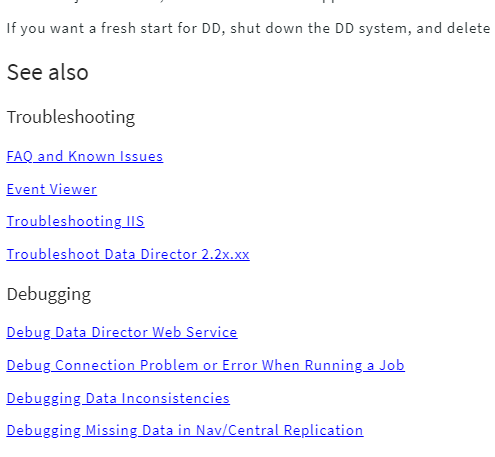 If you want a fresh start for DD, shut down the DD system, and delete
See also
Troubleshooting
FAQ and Known Issues
Event Viewer
Troubleshooting IIS
Troubleshoot Data Director 2.2x.xx
Debugging
Debug Data Director Web Service
Debug Connection Problem or Error When Running a Job
Debugging Data Inconsistencies
Debugging Missing Data in Nav/Central Replication